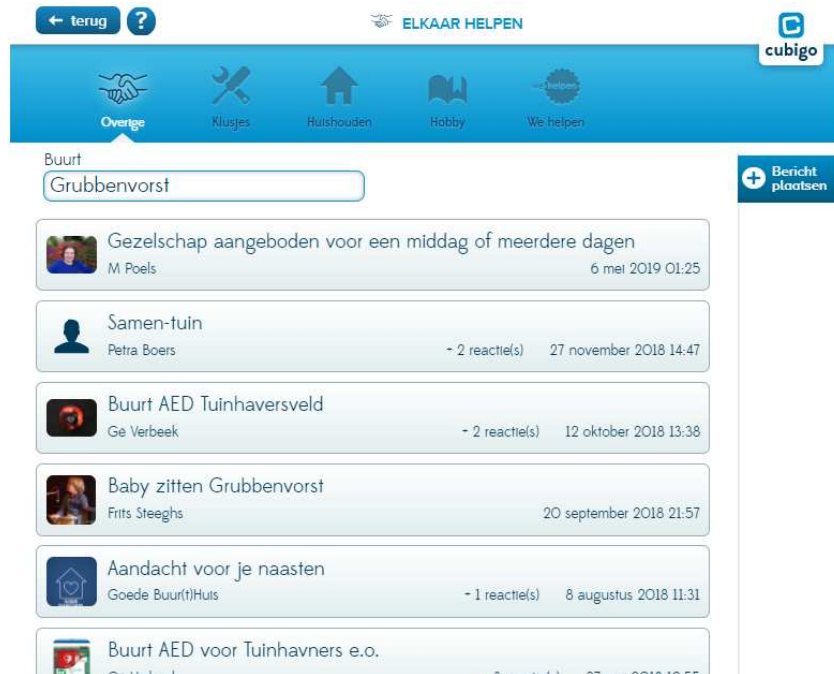 ← terug ?
ELKAAR HELPEN
cubigo
Overige Klusjes Huishouden Hobby We helpen
Buurt
Grubbenvorst
Bericht plaatsen
Gezelschap aangeboden voor een middag of meerdere dagen
M Poels 6 mei 2019 01:25
Samen-tuin
Petra Boers - 2 reactie(s) 27 november 2018 14:47
Buurt AED Tuinhaversveld
Gé Verbeek - 2 reactie(s) 12 oktober 2018 13:38
Baby zitten Grubbenvorst
Frits Steeghs 20 september 2018 21:57
Aandacht voor je naasten
Goede Buur(t)Huis - 1 reactie(s) 8 augustus 2018 11:31
Buurt AED voor Tuinhavners e.o.